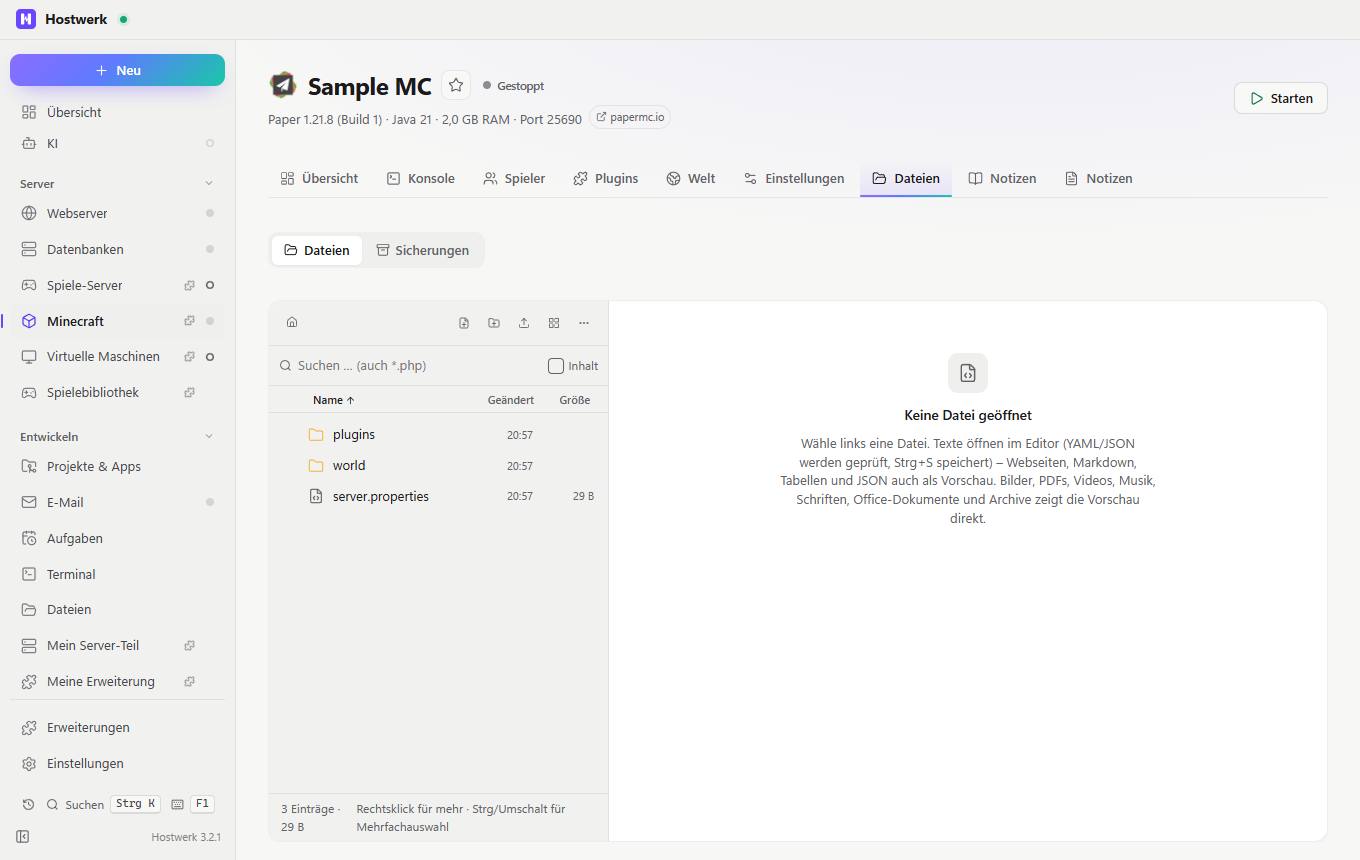 Hostwerk
Neu
Übersicht
KI
Server
Webserver
Datenbanken
Spiele-Server
Minecraft
Virtuelle Maschinen
Spielebibliothek
Entwickeln
Projekte & Apps
E-Mail
Aufgaben
Terminal
Dateien
Mein Server-Teil
Meine Erweiterung
Erweiterungen
Einstellungen
Suchen Strg K F1
Hostwerk 3.2.1
Sample MC Gestoppt
Paper 1.21.8 (Build 1) · Java 21 · 2,0 GB RAM · Port 25690 papermc.io
Starten
Übersicht Konsole Spieler Plugins Welt Einstellungen Dateien Notizen Notizen
Dateien Sicherungen
Suchen ... (auch *.php) Inhalt
Name Geändert Größe
plugins 20:57
world 20:57
server.properties 20:57 29 B
3 Einträge · 29 B
Rechtsklick für mehr · Strg/Umschalt für
Mehrfachauswahl
Keine Datei geöffnet
Wähle links eine Datei. Texte öffnen im Editor (YAML/JSON
werden geprüft, Strg+S speichert) – Webseiten, Markdown,
Tabellen und JSON auch als Vorschau. Bilder, PDFs, Videos, Musik,
Schriften, Office-Dokumente und Archive zeigt die Vorschau
direkt.